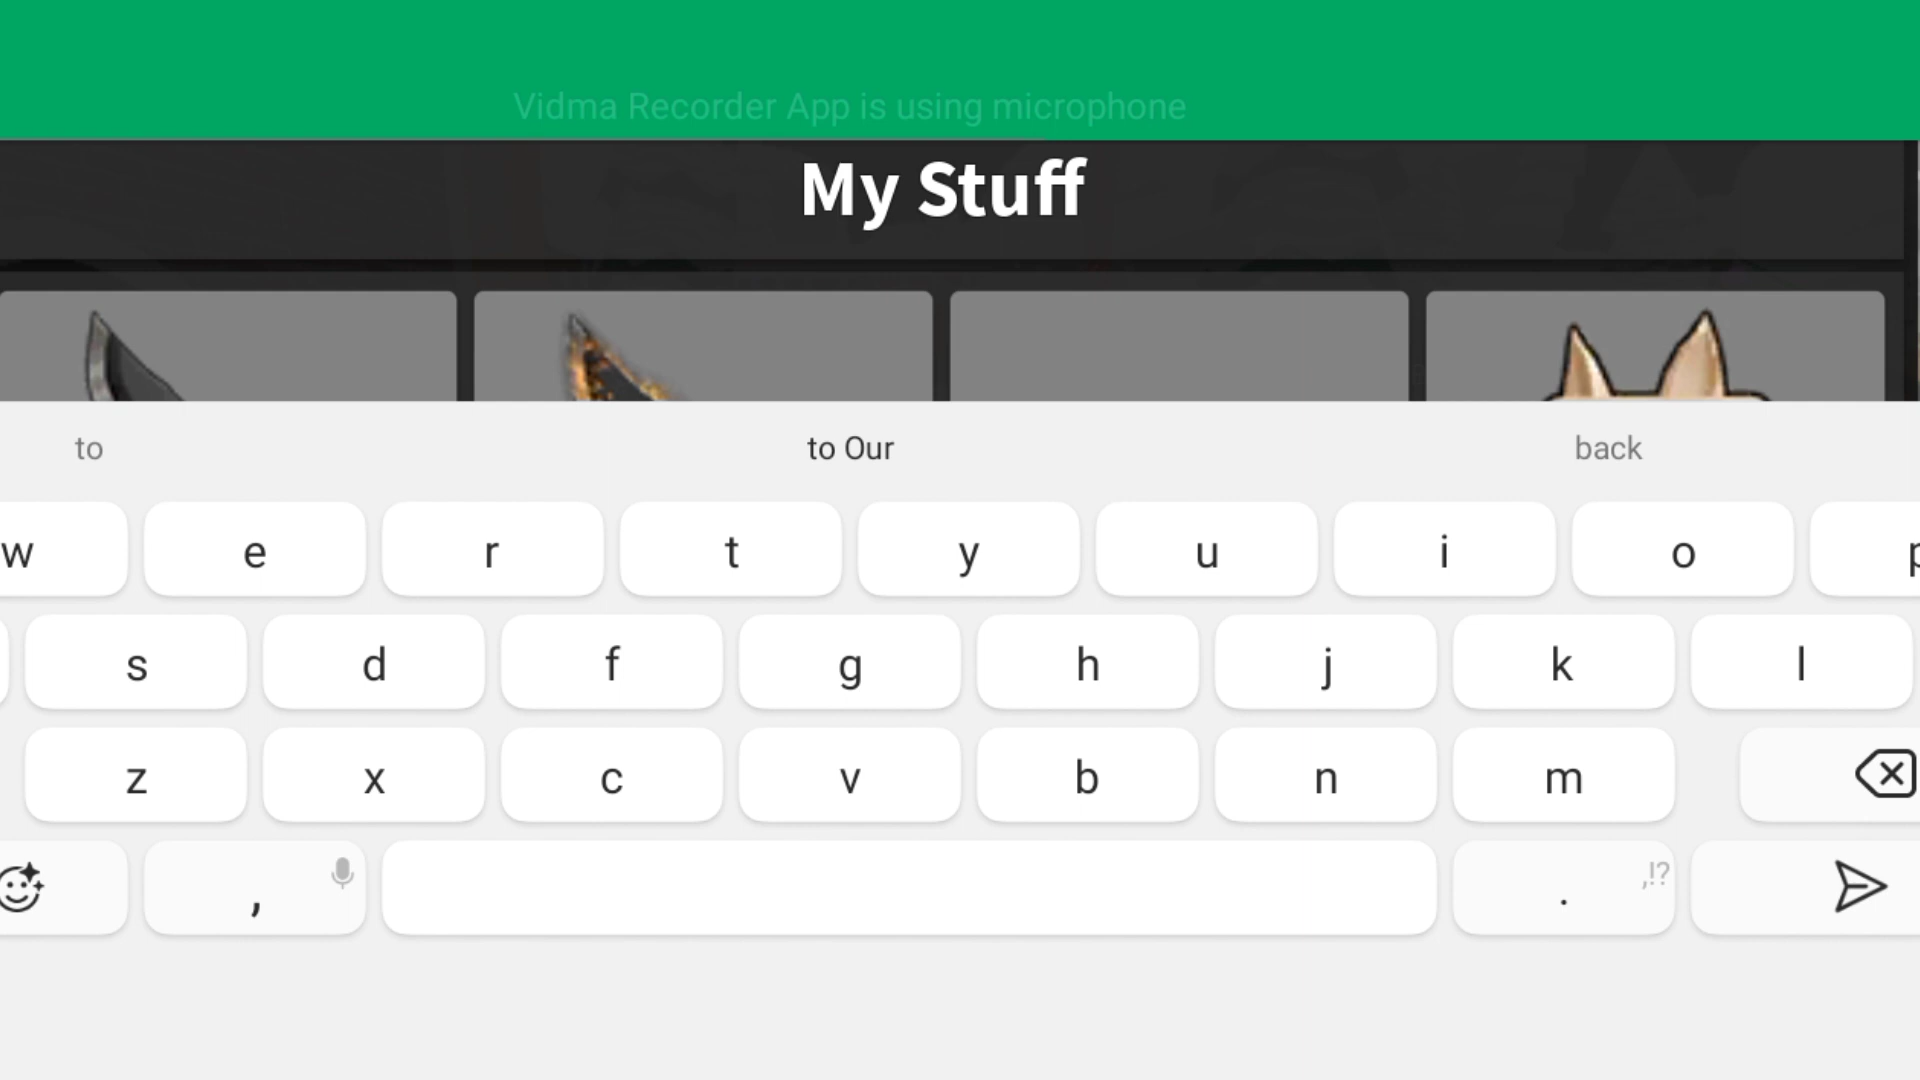 Vidma Recorder App is using microphone
My Stuff
to to Our back
w e r t y u i o p
s d f g h j k l
z x c v b n m
, . ,!?